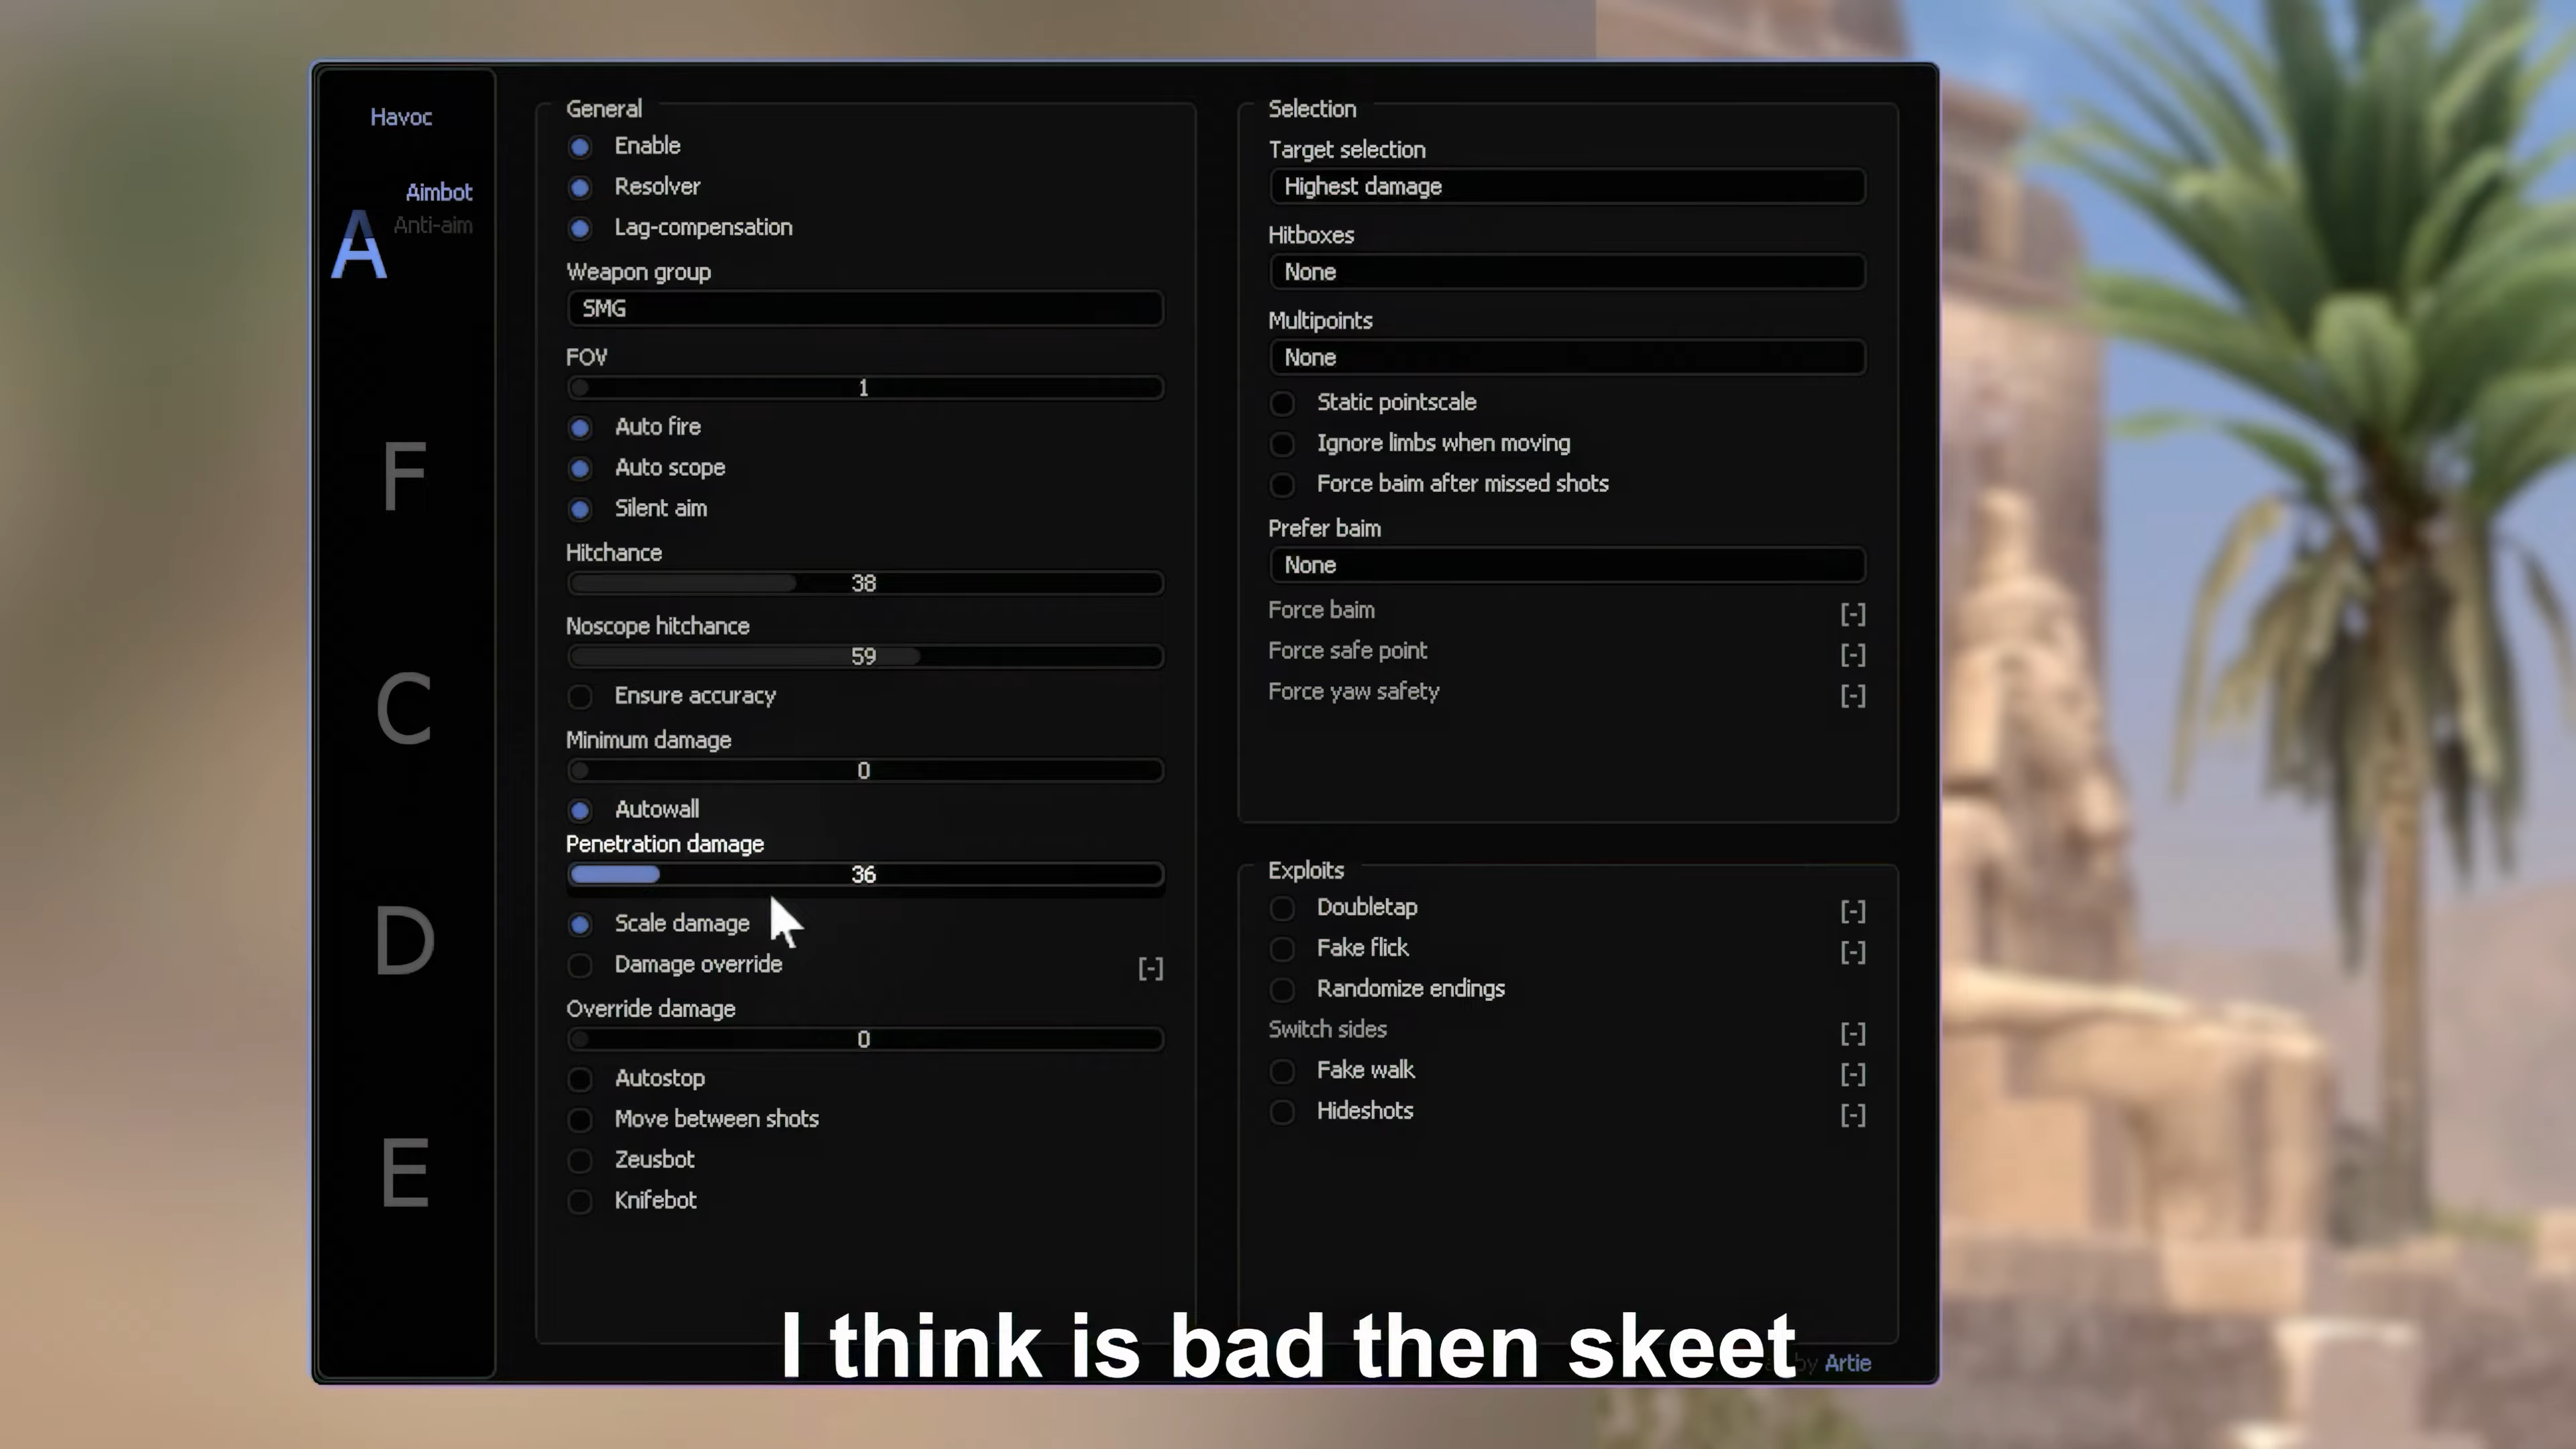 Havoc
Aimbot
Anti-aim
A
F
C
D
E
General
Enable
Resolver
Lag-compensation
Weapon group
SMG
FOV
1
Auto fire
Auto scope
Silent aim
Hitchance
38
Noscope hitchance
59
Ensure accuracy
Minimum damage
0
Autowall
Penetration damage
36
Scale damage
Damage override [-]
Override damage
0
Autostop
Move between shots
Zeusbot
Knifebot
Selection
Target selection
Highest damage
Hitboxes
None
Multipoints
None
Static pointscale
Ignore limbs when moving
Force baim after missed shots
Prefer baim
None
Force baim [-]
Force safe point [-]
Force yaw safety [-]
Exploits
Doubletap [-]
Fake flick [-]
Randomize endings
Switch sides [-]
Fake walk [-]
Hideshots [-]
I think is bad then skeet
by Artie